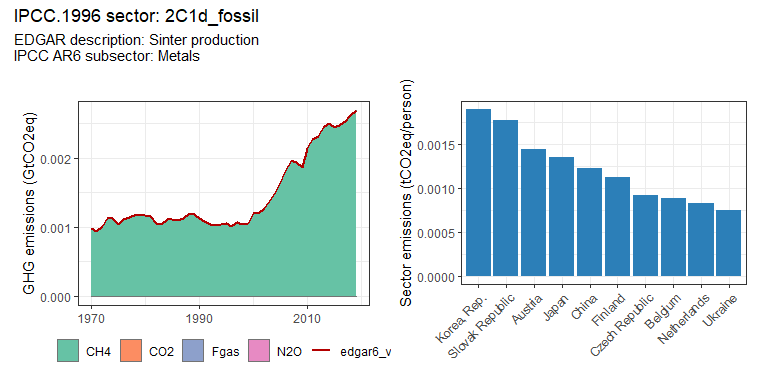 IPCC.1996 sector: 2C1d_fossil
EDGAR description: Sinter production
IPCC AR6 subsector: Metals
GHG emissions (GtCO2eq)
0.002
0.001
0.000
1970
1990
2010
CH4
CO2
Fgas
N2O
edgar6_v
Sector emissions (tCO2eq/person)
0.0015
0.0010
0.0005
0.0000
Korea Rep.
Slovak Republic
Austria
Japan
China
Finland
Czech Republic
Belgium
Netherlands
Ukraine